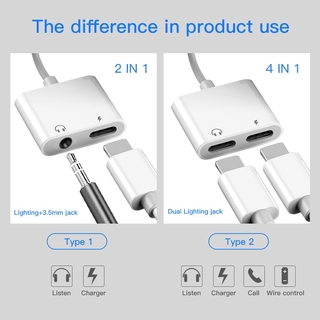 The difference in product use
2 IN 1
4 IN 1
Lighting+3.5mm jack
Dual Lighting jack
Type 1
Type 2
Listen
Charger
Listen
Charger
Call
Wire control